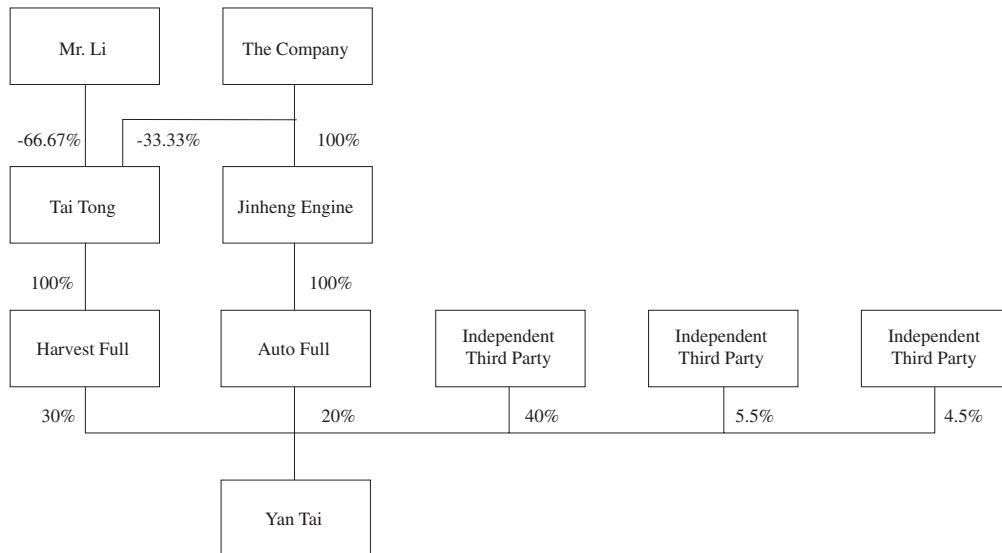 Mr. Li
The Company
-66.67%
-33.33%
100%
Tai Tong
Jinheng Engine
100%
100%
Harvest Full
Auto Full
Independent
Third Party
Independent
Third Party
Independent
Third Party
30%
20%
40%
5.5%
4.5%
Yan Tai